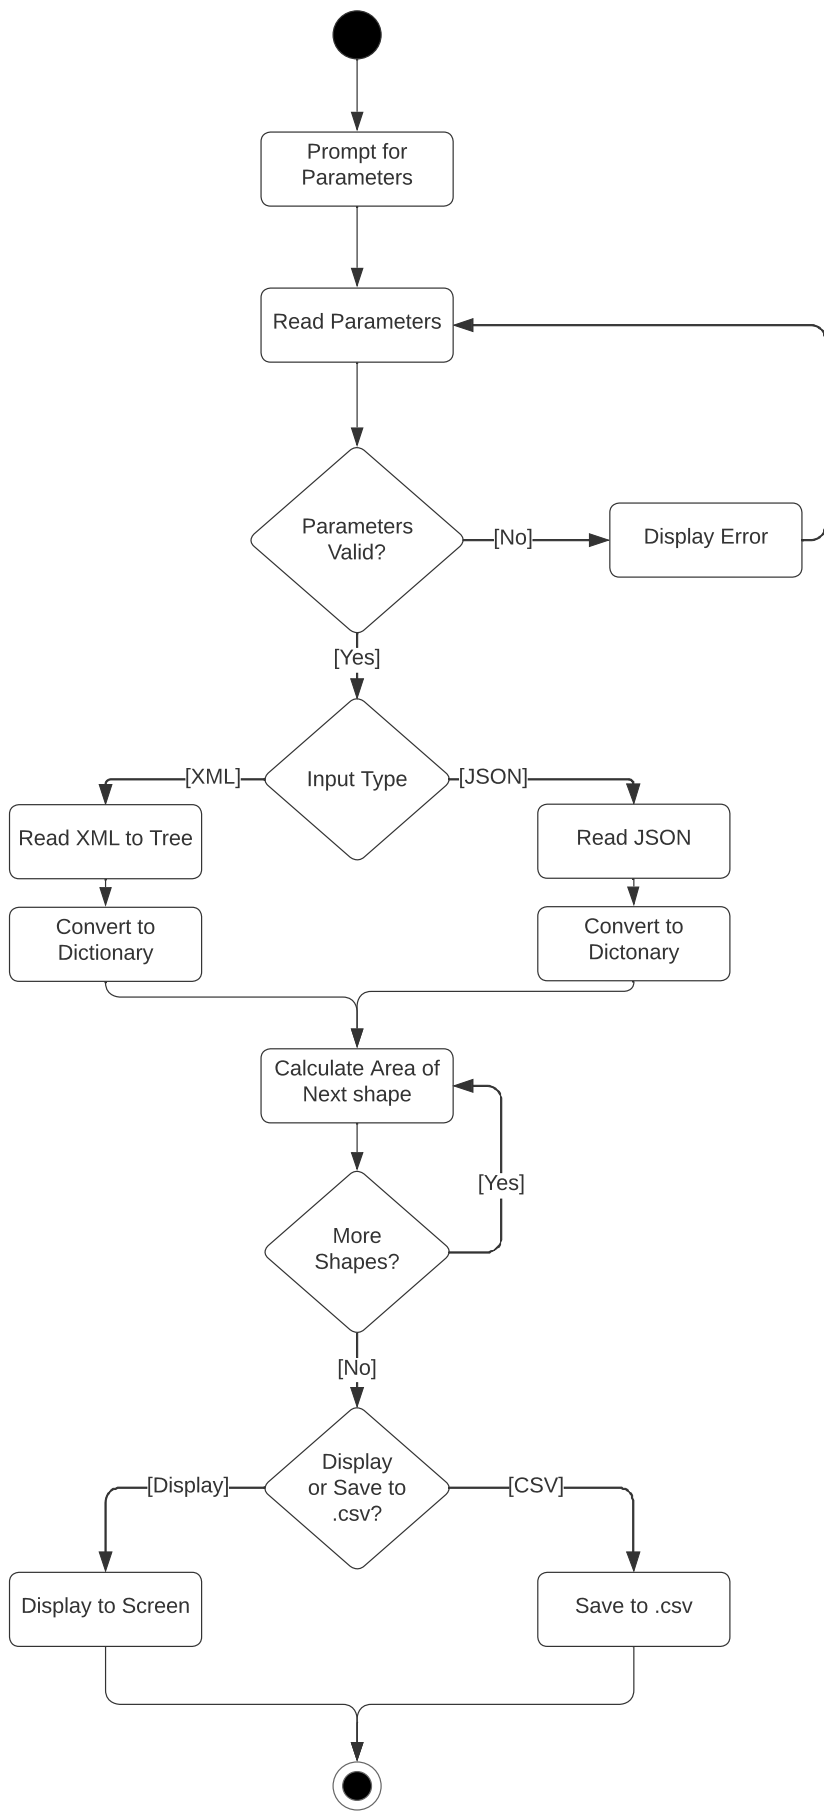 Prompt for
Parameters
Read Parameters
Parameters
Valid?
[No]
Display Error
[Yes]
Input Type
[XML]
[JSON]
Read XML to Tree
Read JSON
Convert to
Dictionary
Convert to
Dictonary
Calculate Area of
Next shape
[Yes]
More
Shapes?
[No]
Display
or Save to
.csv?
[Display]
[CSV]
Display to Screen
Save to .csv